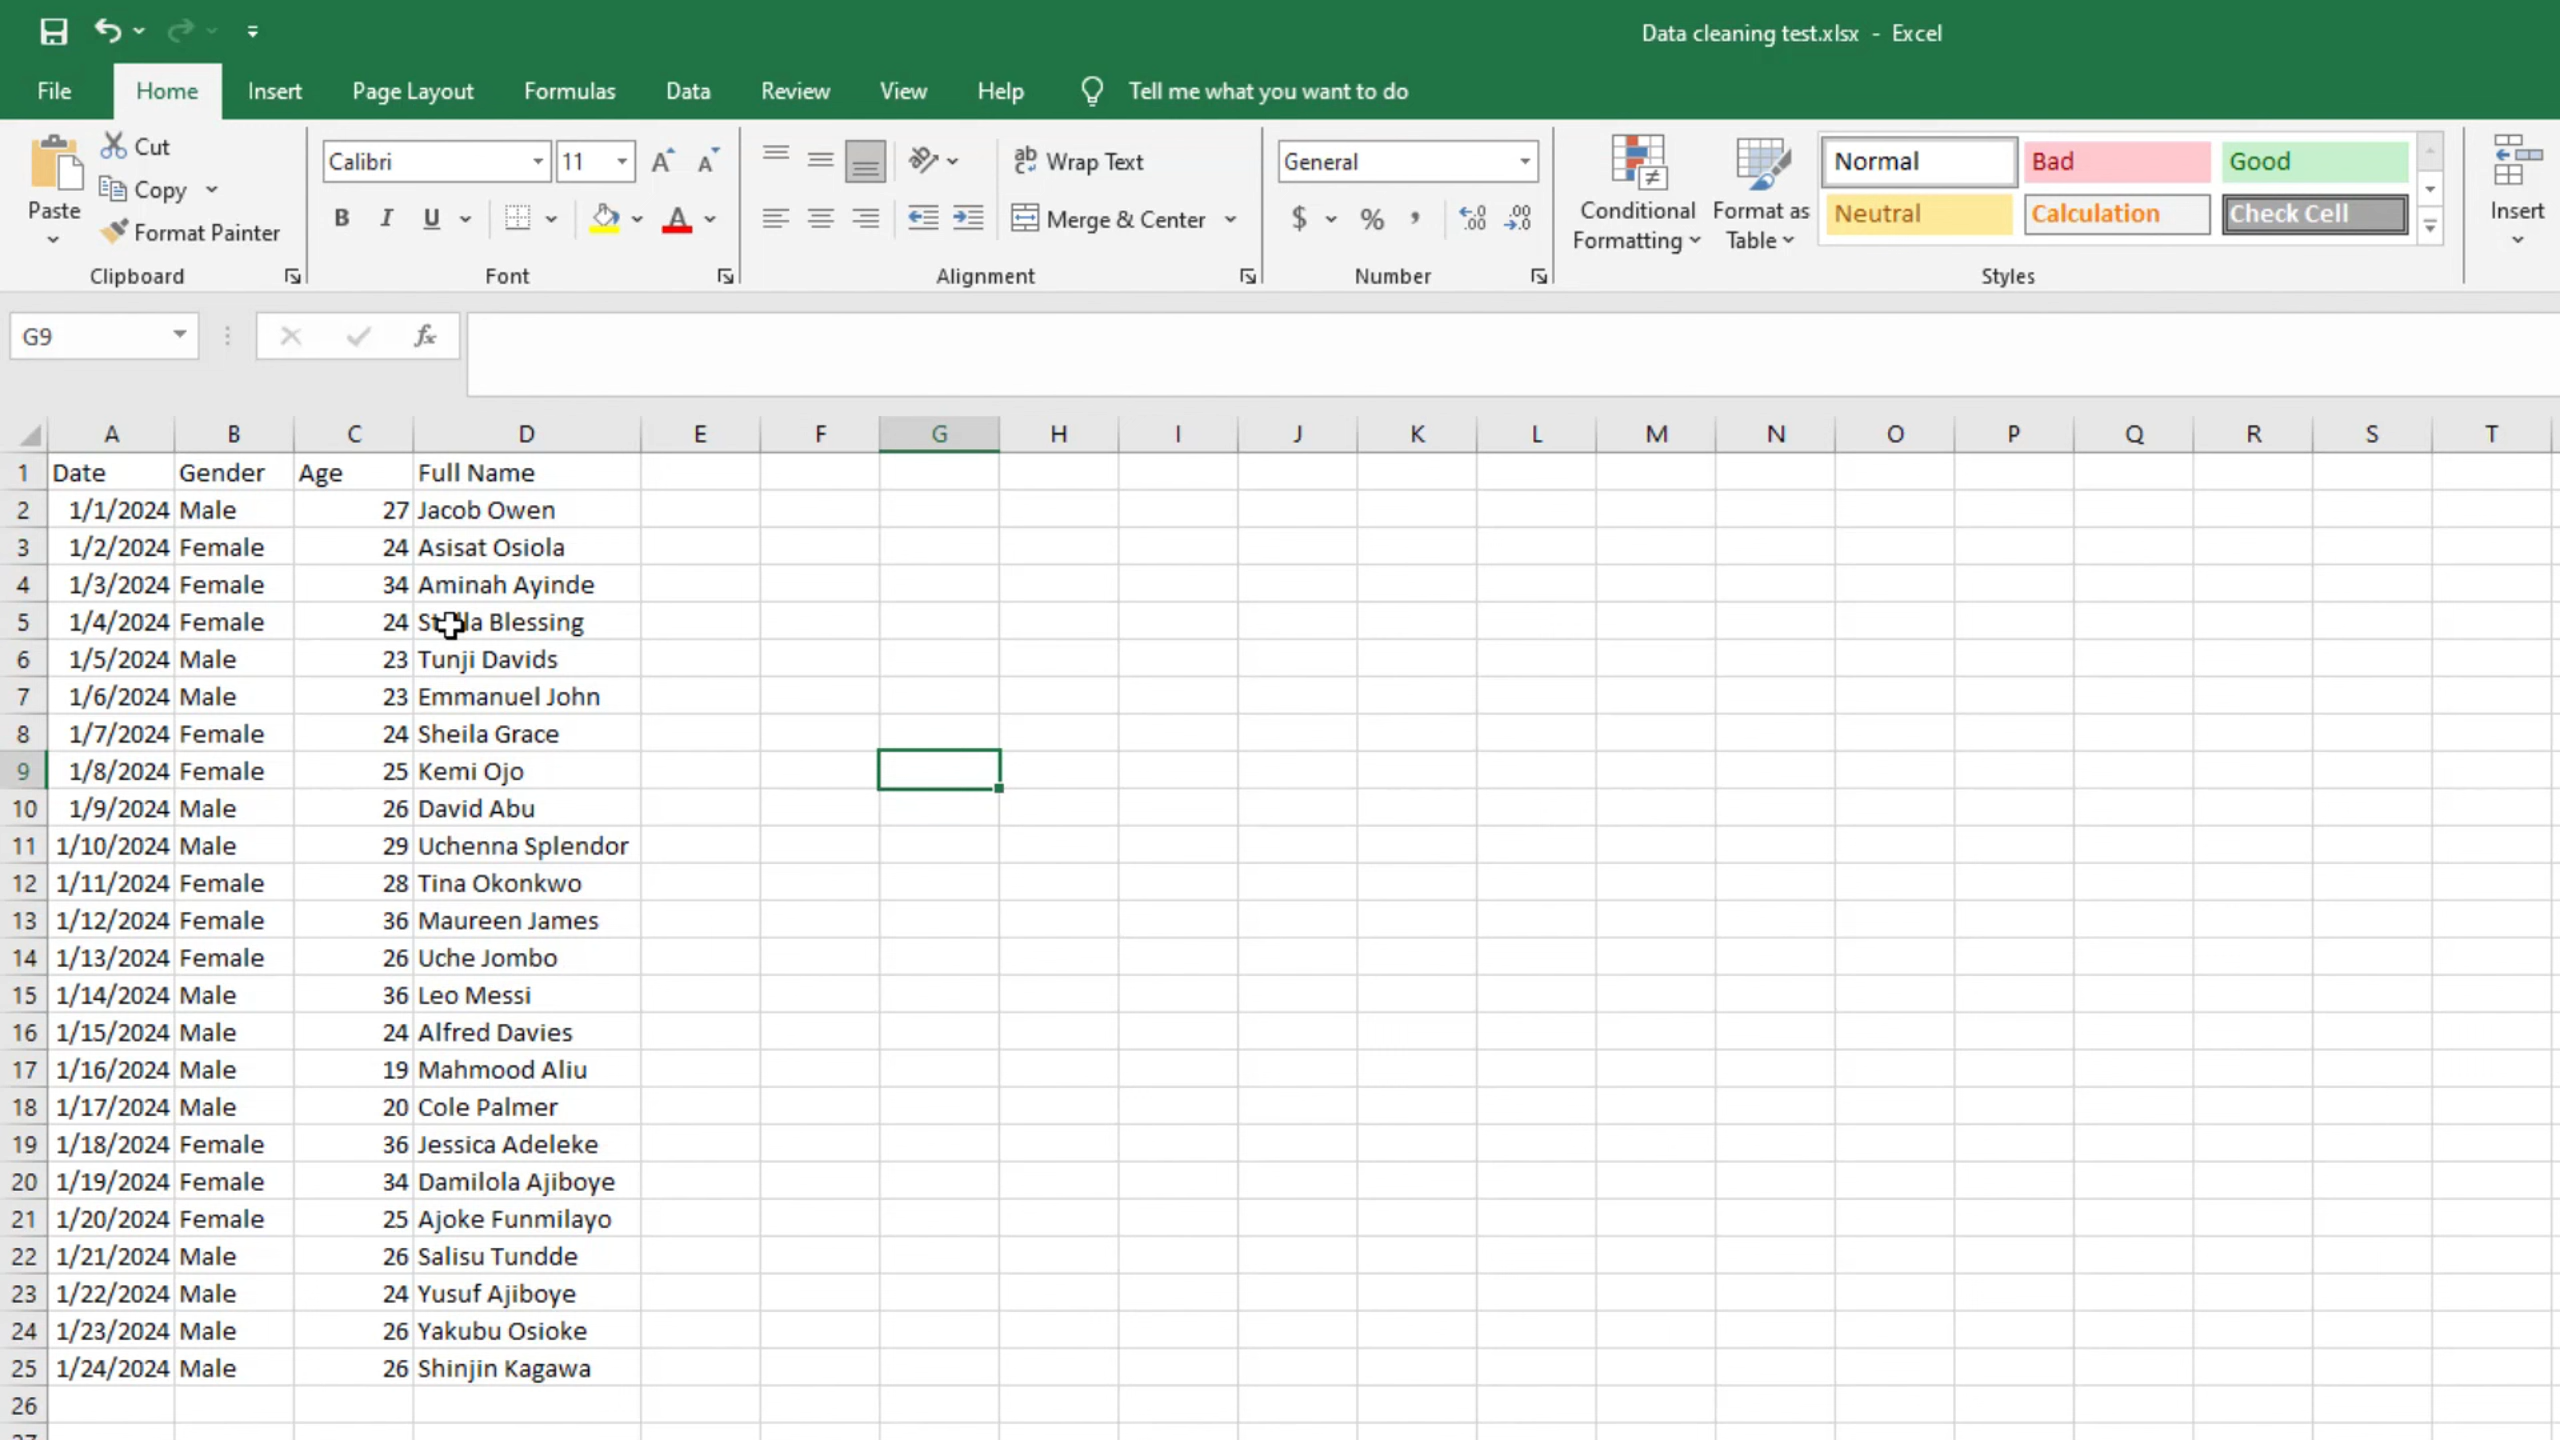 Data cleaning test.xlsx - Excel
File Home Insert Page Layout Formulas Data Review View Help Tell me what you want to do
Paste
Cut
Copy
Format Painter
Clipboard
Calibri 11
B I U
Font
Wrap Text
Merge & Center
Alignment
General
$ % ,
Number
Conditional Formatting
Format as Table
Normal Bad Good
Neutral Calculation Check Cell
Styles
Insert
G9 fx
A B C D E F G H I J K L M N O P Q R S T
1 Date Gender Age Full Name
2 1/1/2024 Male 27 Jacob Owen
3 1/2/2024 Female 24 Asisat Osiola
4 1/3/2024 Female 34 Aminah Ayinde
5 1/4/2024 Female 24 Blessing
6 1/5/2024 Male 23 Tunji Davids
7 1/6/2024 Male 23 Emmanuel John
8 1/7/2024 Female 24 Sheila Grace
9 1/8/2024 Female 25 Kemi Ojo
10 1/9/2024 Male 26 David Abu
11 1/10/2024 Male 29 Uchenna Splendor
12 1/11/2024 Female 28 Tina Okonkwo
13 1/12/2024 Female 36 Maureen James
14 1/13/2024 Female 26 Uche Jombo
15 1/14/2024 Male 36 Leo Messi
16 1/15/2024 Male 24 Alfred Davies
17 1/16/2024 Male 19 Mahmood Aliu
18 1/17/2024 Male 20 Cole Palmer
19 1/18/2024 Female 36 Jessica Adeleke
20 1/19/2024 Female 34 Damilola Ajiboye
21 1/20/2024 Female 25 Ajoke Funmilayo
22 1/21/2024 Male 26 Salisu Tundde
23 1/22/2024 Male 24 Yusuf Ajiboye
24 1/23/2024 Male 26 Yakubu Osioke
25 1/24/2024 Male 26 Shinjin Kagawa
26